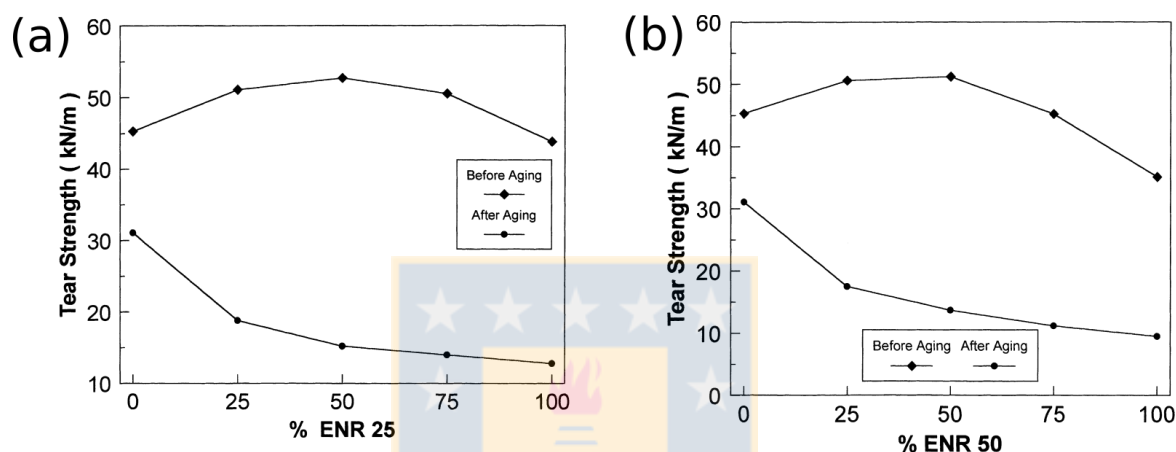 (a)
60
50
40
30
20
10
Tear Strength ( kN/m )
Before Aging
After Aging
0 25 50 75 100
% ENR 25
(b)
60
50
40
30
20
10
0
Tear Strength ( kN/m )
Before Aging After Aging
0 25 50 75 100
% ENR 50